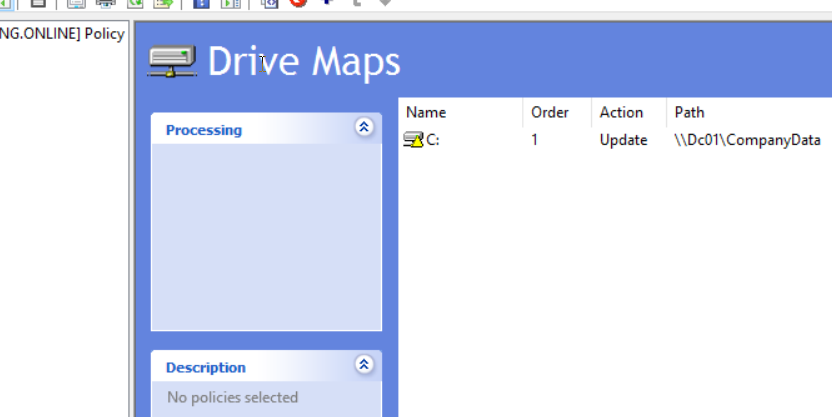 NG.ONLINE] Policy
Drive Maps
Processing
Name Order Action Path
C: 1 Update \\Dc01\CompanyData
Description
No policies selected